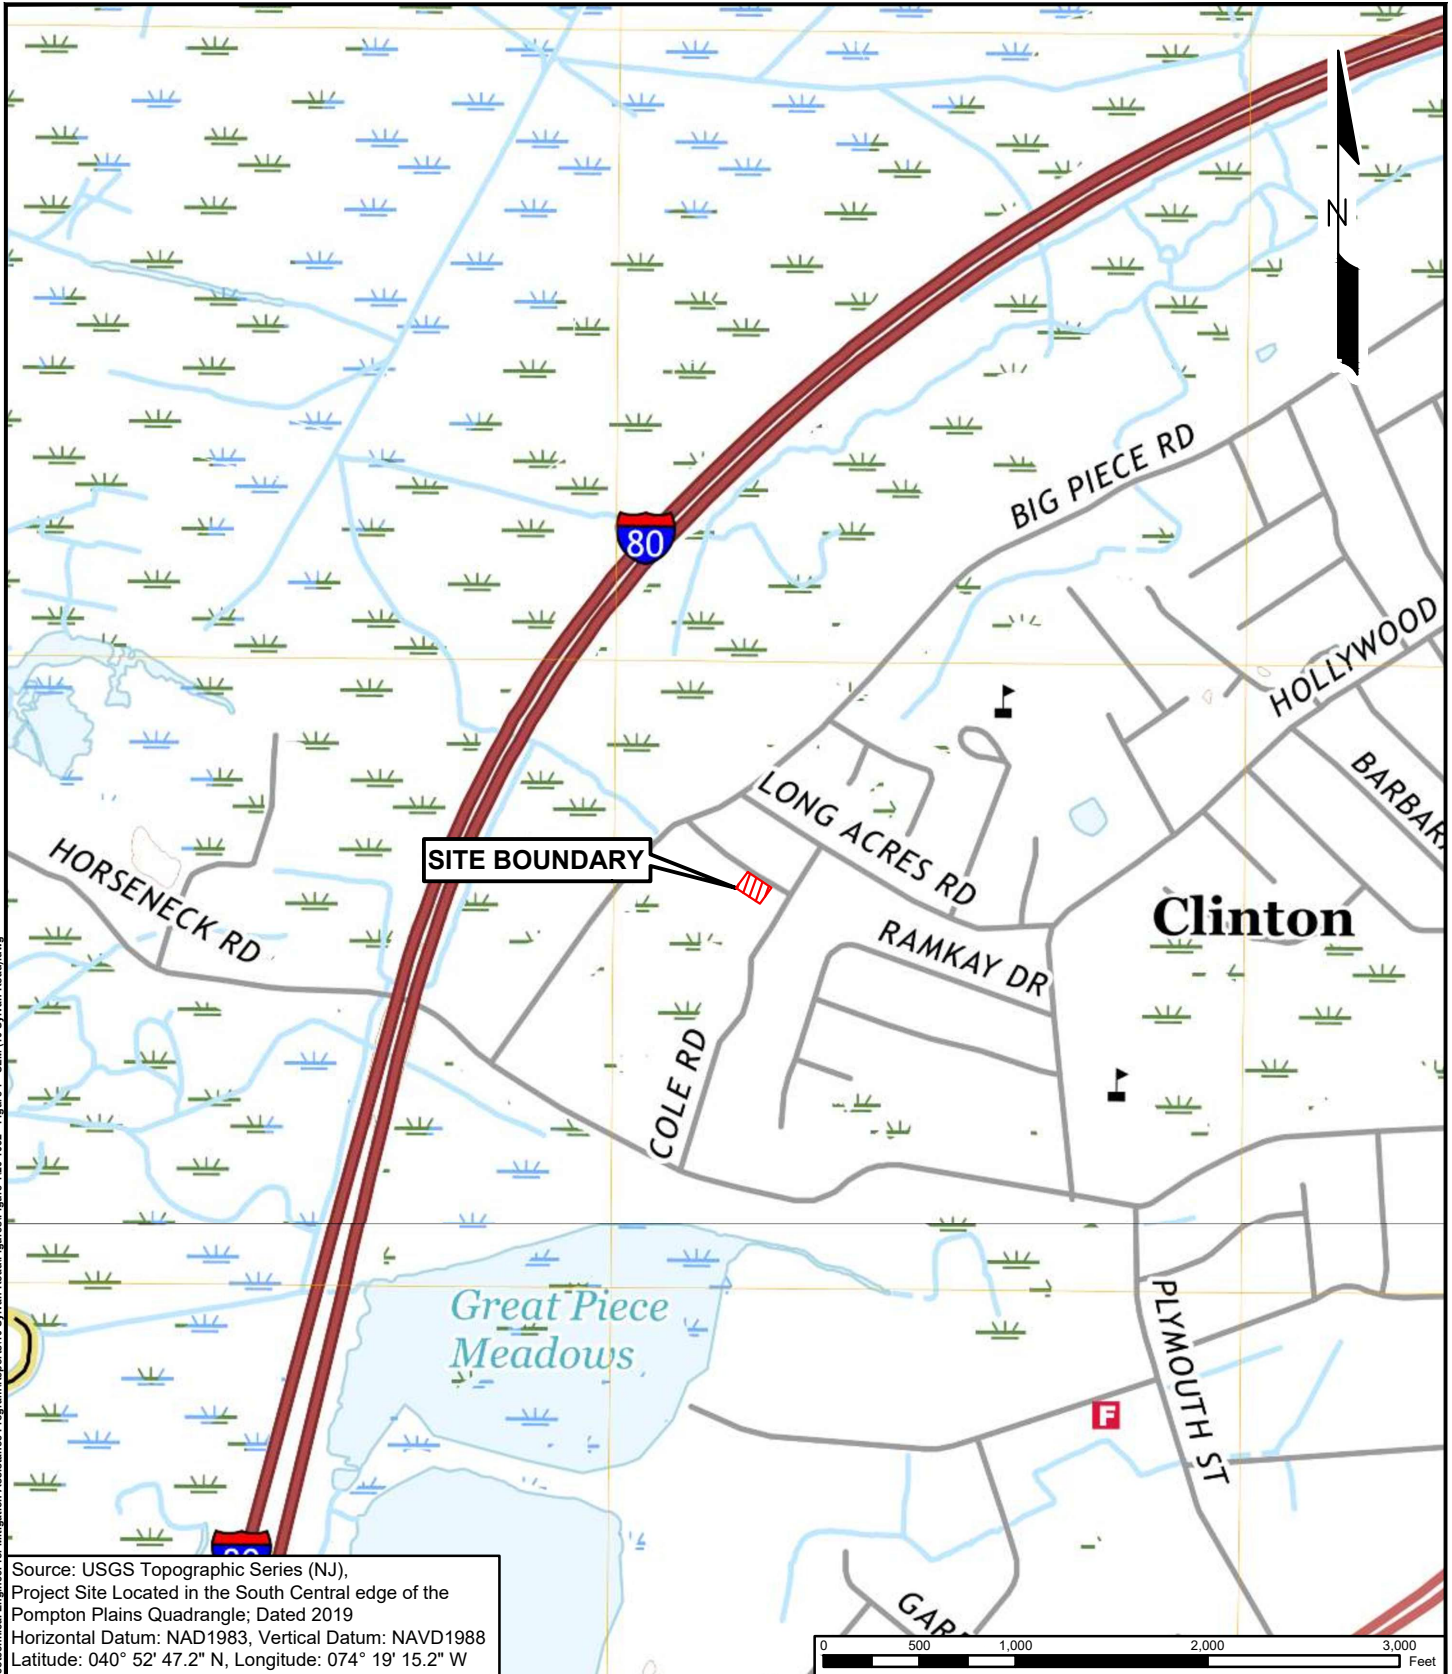 N
BIG PIECE RD
80
HOLLYWOOD
BARBAR
LONG ACRES RD
SITE BOUNDARY
HORSENECK RD
Clinton
RAMKAY DR
COLE RD
Great Piece
Meadows
PLYMOUTH ST
F
GAR
Source: USGS Topographic Series (NJ),
Project Site Located in the South Central edge of the
Pompton Plains Quadrangle; Dated 2019
Horizontal Datum: NAD1983, Vertical Datum: NAVD1988
Latitude: 040° 52' 47.2" N, Longitude: 074° 19' 15.2" W
0 500 1,000 2,000 3,000
Feet